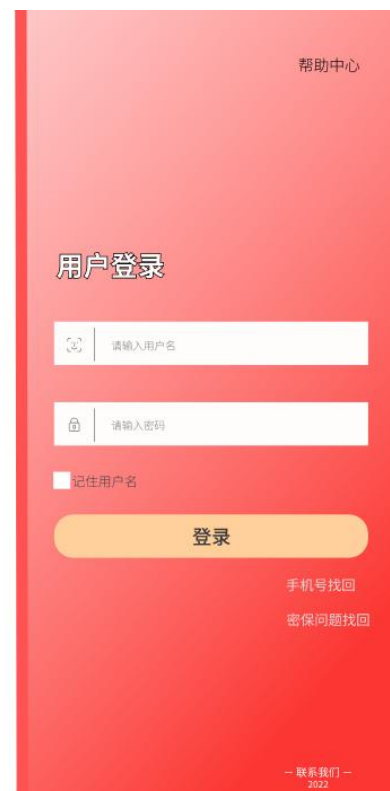 帮助中心
用户登录
请输入用户名
请输入密码
记住用户名
登录
手机号找回
密保问题找回
— 联系我们 —
2022